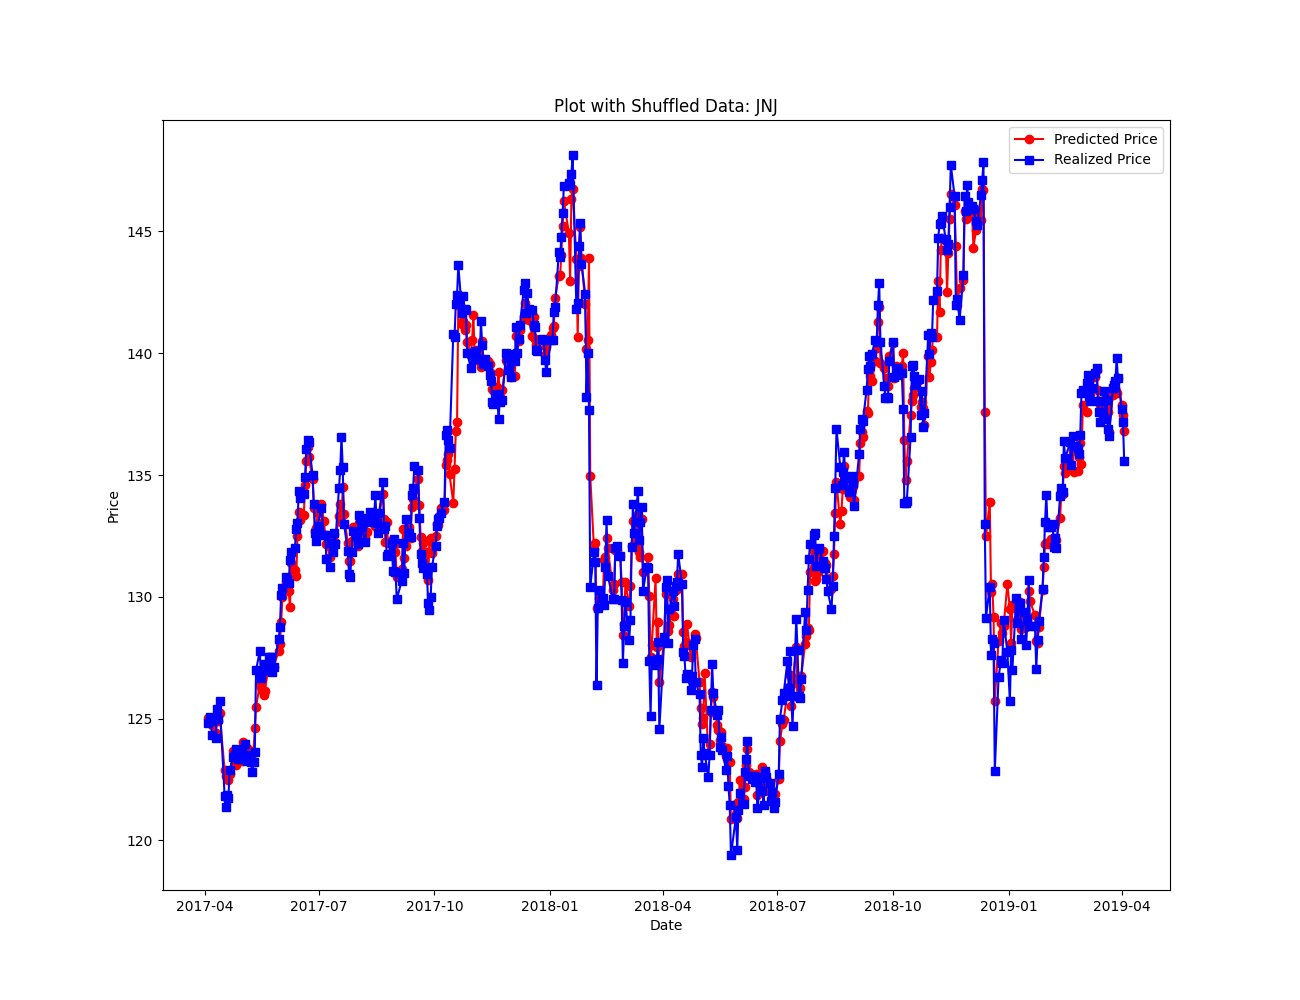 Plot with Shuffled Data: JNJ
Predicted Price
Realized Price
145
140
135
130
125
120
Price
2017-04 2017-07 2017-10 2018-01 2018-04 2018-07 2018-10 2019-01 2019-04
Date